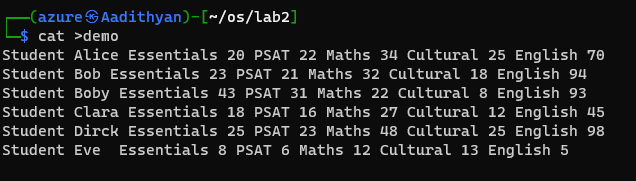 ┌──(azure㉿Aadithyan)-[~/os/lab2]
└─$ cat >demo
Student Alice Essentials 20 PSAT 22 Maths 34 Cultural 25 English 70
Student Bob Essentials 23 PSAT 21 Maths 32 Cultural 18 English 94
Student Boby Essentials 43 PSAT 31 Maths 22 Cultural 8 English 93
Student Clara Essentials 18 PSAT 16 Maths 27 Cultural 12 English 45
Student Dirck Essentials 25 PSAT 23 Maths 48 Cultural 25 English 98
Student Eve  Essentials 8 PSAT 6 Maths 12 Cultural 13 English 5